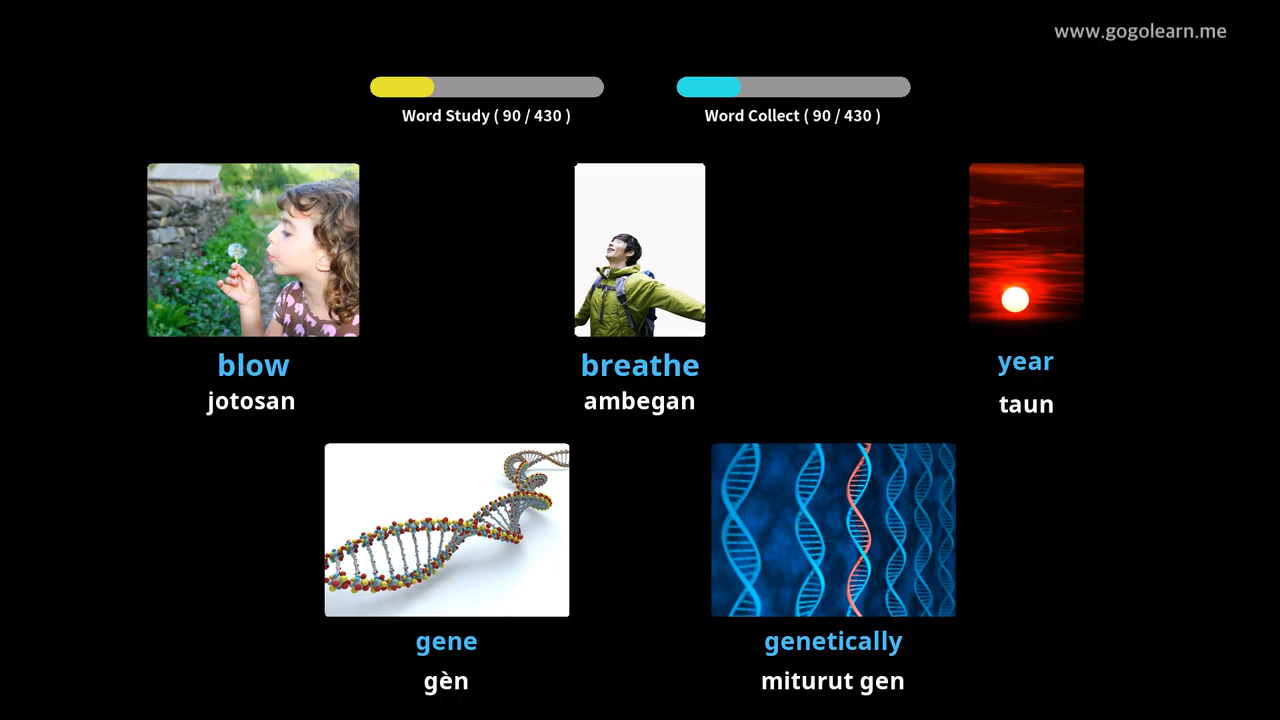 www.gogolearn.me
Word Study ( 90 / 430 )
Word Collect ( 90 / 430 )
blow
jotosan
breathe
ambegan
year
taun
gene
gèn
genetically
miturut gen